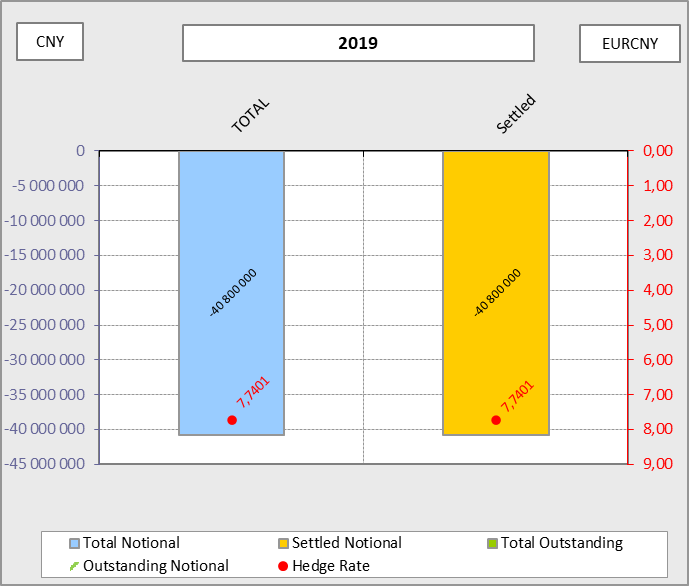 CNY
2019
EURCNY
TOTAL
Settled
0
0,00
-5 000 000
1,00
-10 000 000
2,00
-15 000 000
3,00
-20 000 000
4,00
-25 000 000
5,00
-30 000 000
6,00
-35 000 000
7,00
-40 000 000
8,00
-45 000 000
9,00
-40 800 000
-40 800 000
7,7401
7,7401
Total Notional
Settled Notional
Total Outstanding
Outstanding Notional
Hedge Rate